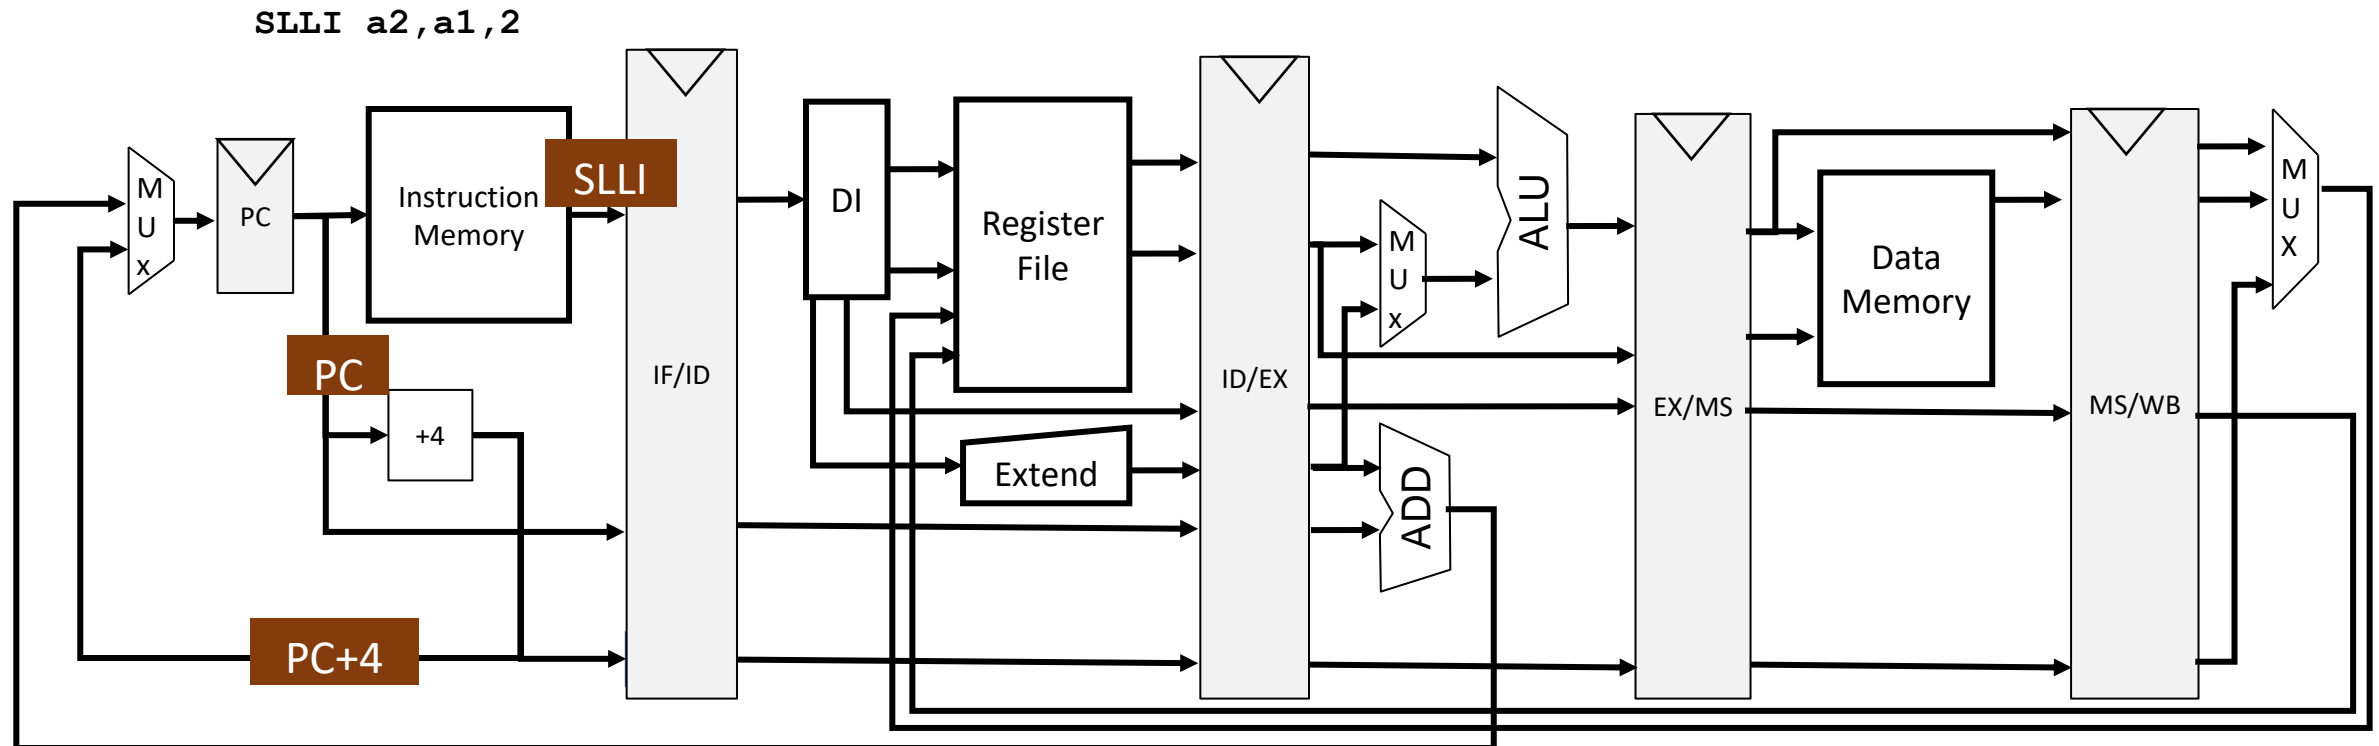 SLLI a2,a1,2
M
U
x
PC
Instruction
Memory
SLLI
PC
+4
PC+4
IF/ID
DI
Register
File
Extend
ID/EX
M
U
x
ALU
ADD
EX/MS
Data
Memory
MS/WB
M
U
X